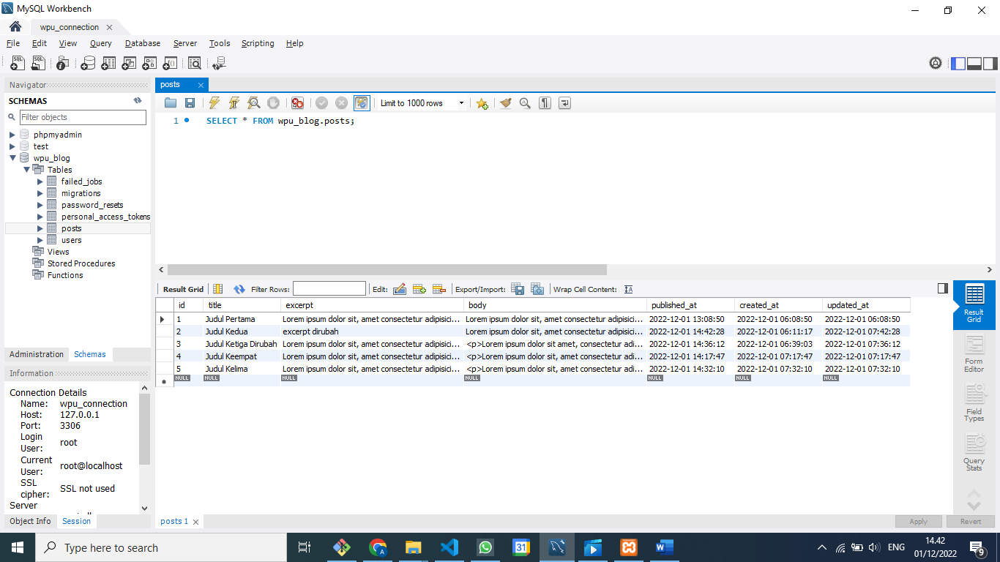 MySQL Workbench
wpu_connection
File Edit View Query Database Server Tools Scripting Help
Navigator
SCHEMAS
Filter objects
phpmyadmin
test
wpu_blog
Tables
failed_jobs
migrations
password_resets
personal_access_tokens
posts
users
Views
Stored Procedures
Functions
Administration Schemas
Information
Connection Details
Name: wpu_connection
Host: 127.0.0.1
Port: 3306
Login User: root
Current User: root@localhost
SSL cipher: SSL not used
Server
Object Info Session
posts
Limit to 1000 rows
1 SELECT * FROM wpu_blog.posts;
Result Grid Filter Rows: Edit: Export/Import: Wrap Cell Content:
id title excerpt body published_at created_at updated_at
1 Judul Pertama Lorem ipsum dolor sit, amet consectetur adipisici... Lorem ipsum dolor sit, amet consectetur adipisici... 2022-12-01 13:08:50 2022-12-01 06:08:50 2022-12-01 06:08:50
2 Judul Kedua excerpt dirubah Lorem ipsum dolor sit, amet consectetur adipisici... 2022-12-01 14:42:28 2022-12-01 06:11:17 2022-12-01 07:42:28
3 Judul Ketiga Dirubah Lorem ipsum dolor sit, amet consectetur adipisici... <p>Lorem ipsum dolor sit amet, consectetur adi... 2022-12-01 14:36:12 2022-12-01 06:39:03 2022-12-01 07:36:12
4 Judul Keempat Lorem ipsum dolor sit, amet consectetur adipisici... <p>Lorem ipsum dolor sit, amet consectetur adi... 2022-12-01 14:17:47 2022-12-01 07:17:47 2022-12-01 07:17:47
5 Judul Kelima Lorem ipsum dolor sit, amet consectetur adipisici... <p>Lorem ipsum dolor sit, amet consectetur adi... 2022-12-01 14:32:10 2022-12-01 07:32:10 2022-12-01 07:32:10
NULL NULL NULL NULL NULL NULL NULL
Result Grid
Form Editor
Field Types
Query Stats
posts 1
Apply Revert
Type here to search
31
ENG
14.42
01/12/2022
9